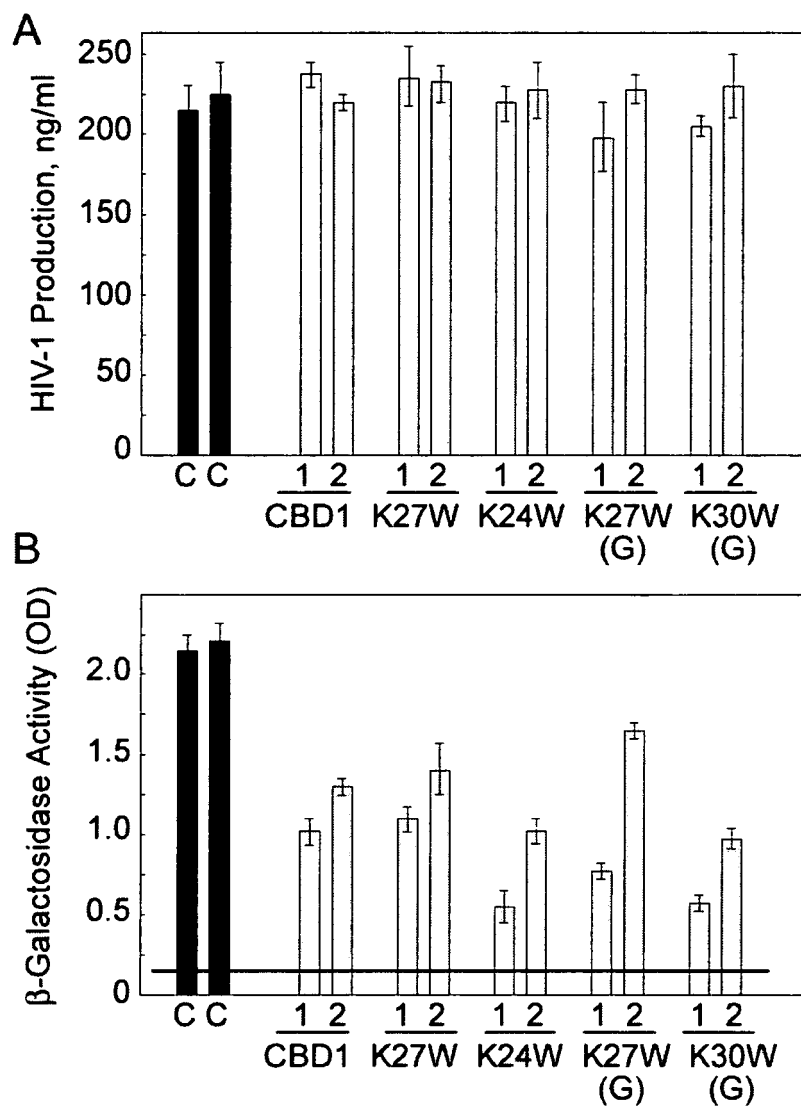 A
HIV-1 Production, ng/ml
250
200
150
100
50
0
C C 1 2 1 2 1 2 1 2 1 2
CBD1 K27W K24W K27W K30W
(G) (G)
B
β-Galactosidase Activity (OD)
2.0
1.5
1.0
0.5
0
C C 1 2 1 2 1 2 1 2 1 2
CBD1 K27W K24W K27W K30W
(G) (G)